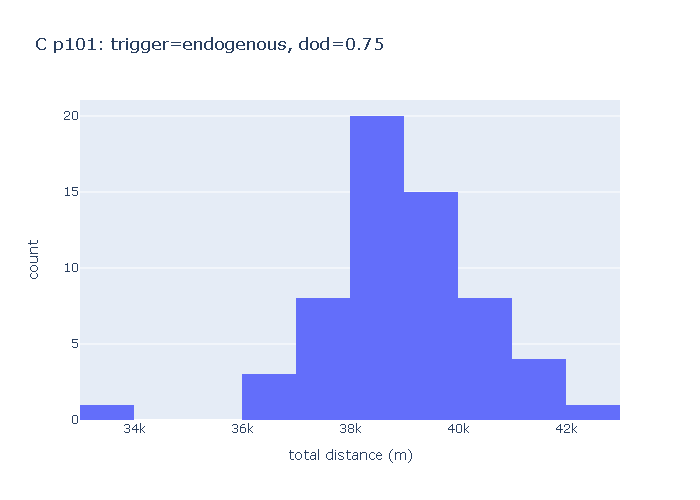 C p101: trigger=endogenous, dod=0.75
20
15
10
5
0
count
34k
36k
38k
40k
42k
total distance (m)